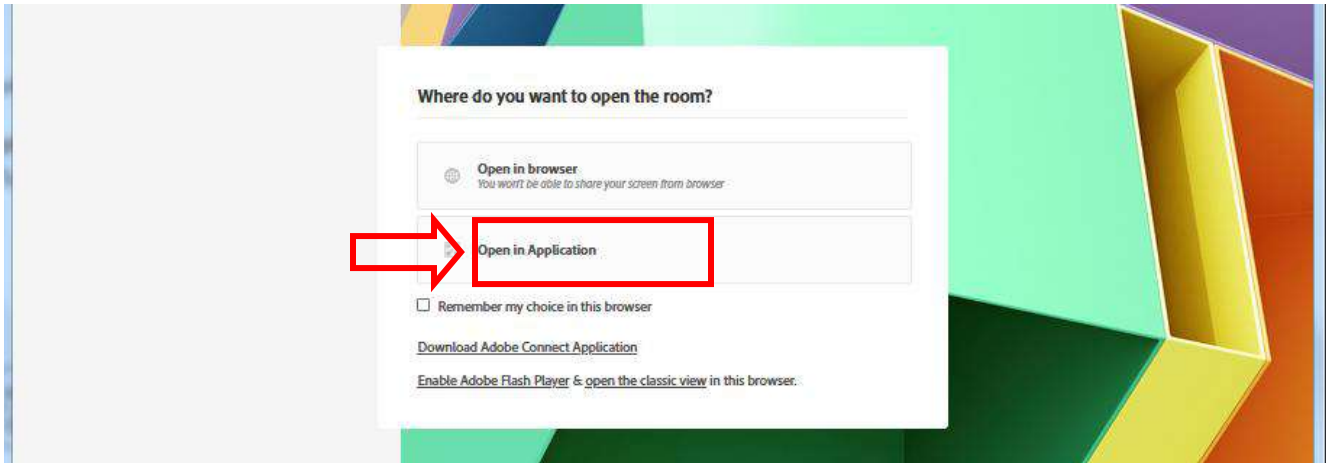 Where do you want to open the room?
Open in browser
You won't be able to share your screen from browser
Open in Application
Remember my choice in this browser
Download Adobe Connect Application
Enable Adobe Flash Player & open the classic view in this browser.